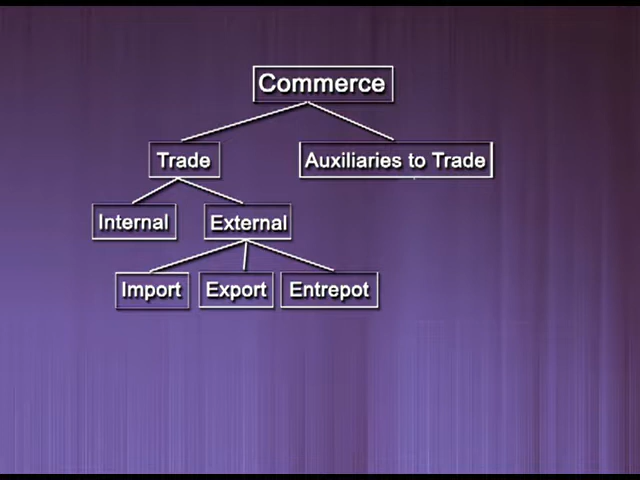 Commerce
Trade
Auxiliaries to Trade
Internal
External
Import
Export
Entrepot